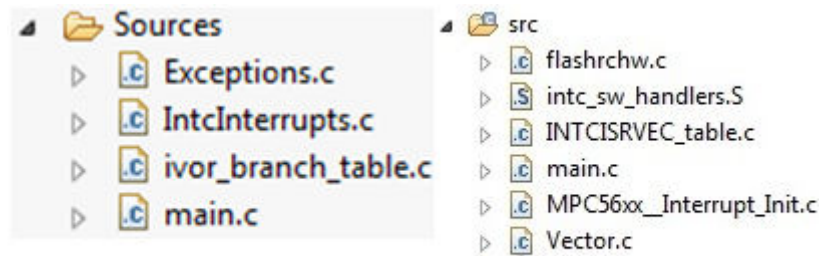 Sources
.c Exceptions.c
.c IntcInterrupts.c
.c ivor_branch_table.c
.c main.c
src
.c flashrchw.c
.S intc_sw_handlers.S
.c INTCISRVEC_table.c
.c main.c
.c MPC56xx__Interrupt_Init.c
.c Vector.c